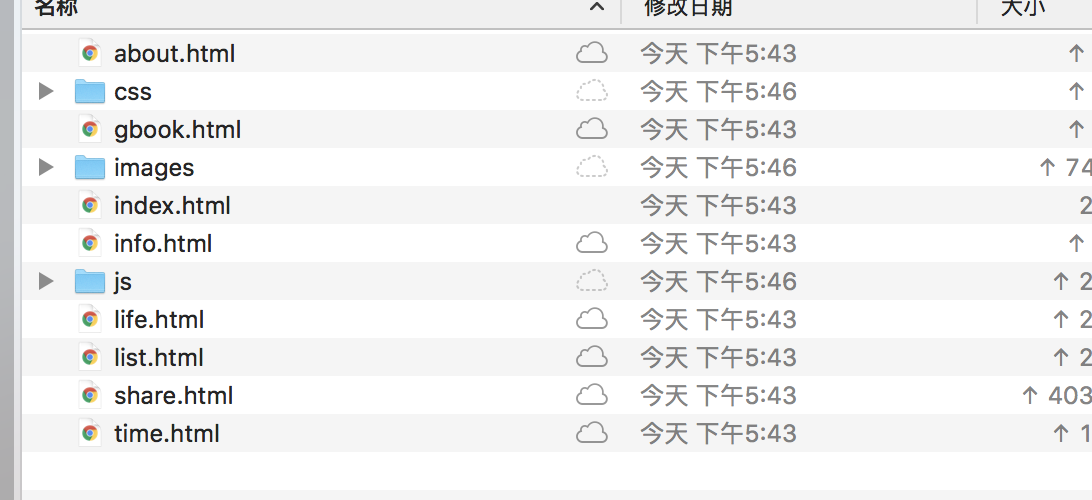 名称 修改日期 大小
about.html 今天 下午5:43 ↑
css 今天 下午5:46 ↑
gbook.html 今天 下午5:43 ↑
images 今天 下午5:46 ↑ 74
index.html 今天 下午5:43 2
info.html 今天 下午5:43 ↑
js 今天 下午5:46 ↑ 2
life.html 今天 下午5:43 ↑ 2
list.html 今天 下午5:43 ↑ 2
share.html 今天 下午5:43 ↑ 403
time.html 今天 下午5:43 ↑ 1